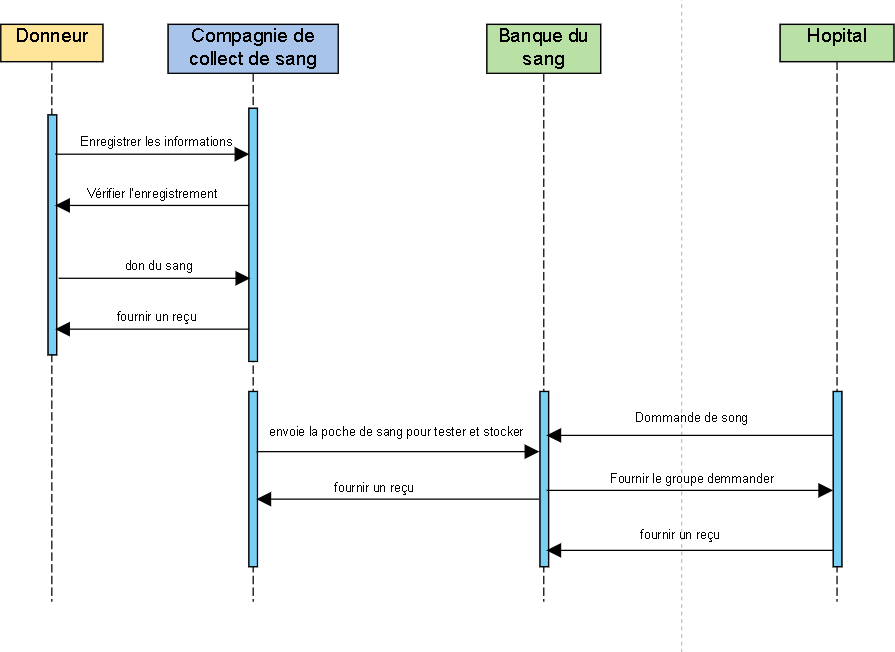 Donneur
Compagnie de
collect de sang
Banque du
sang
Hopital
Enregistrer les informations
Vérifier l'enregistrement
don du sang
fournir un reçu
Dommande de song
envoie la poche de sang pour tester et stocker
Fournir le groupe demmander
fournir un reçu
fournir un reçu